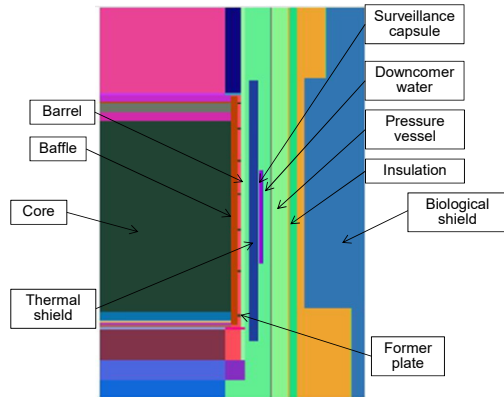 Surveillance
capsule
Downcomer
water
Barrel
Pressure
vessel
Baffle
Insulation
Core
Biological
shield
Thermal
shield
Former
plate